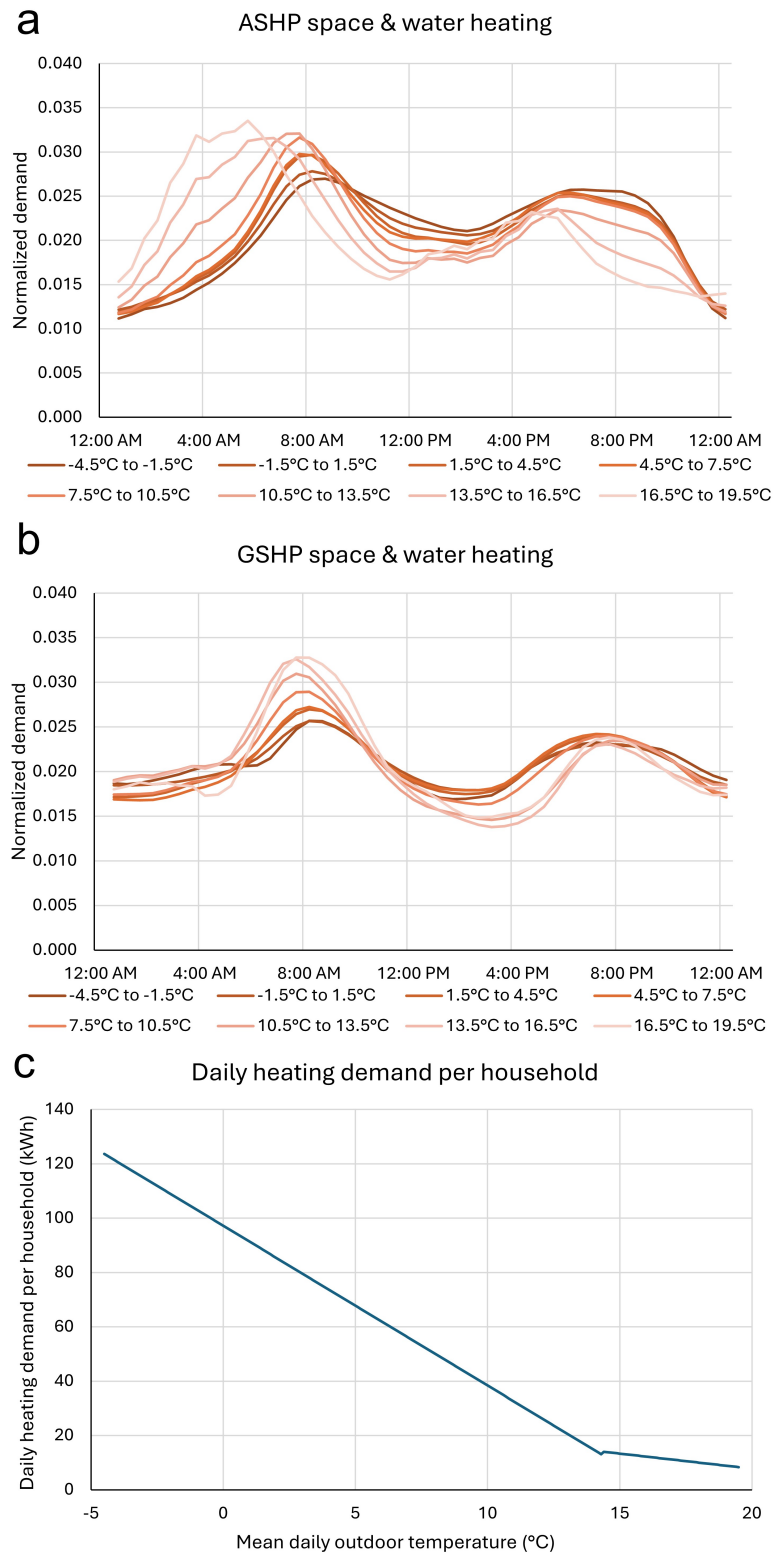 a
ASHP space & water heating
Normalized demand
0.040
0.035
0.030
0.025
0.020
0.015
0.010
0.005
0.000
12:00 AM 4:00 AM 8:00 AM 12:00 PM 4:00 PM 8:00 PM 12:00 AM
-4.5°C to -1.5°C -1.5°C to 1.5°C 1.5°C to 4.5°C 4.5°C to 7.5°C
7.5°C to 10.5°C 10.5°C to 13.5°C 13.5°C to 16.5°C 16.5°C to 19.5°C
b
GSHP space & water heating
Normalized demand
0.040
0.035
0.030
0.025
0.020
0.015
0.010
0.005
0.000
12:00 AM 4:00 AM 8:00 AM 12:00 PM 4:00 PM 8:00 PM 12:00 AM
-4.5°C to -1.5°C -1.5°C to 1.5°C 1.5°C to 4.5°C 4.5°C to 7.5°C
7.5°C to 10.5°C 10.5°C to 13.5°C 13.5°C to 16.5°C 16.5°C to 19.5°C
c
Daily heating demand per household
Daily heating demand per household (kWh)
140
120
100
80
60
40
20
0
-5 0 5 10 15 20
Mean daily outdoor temperature (°C)